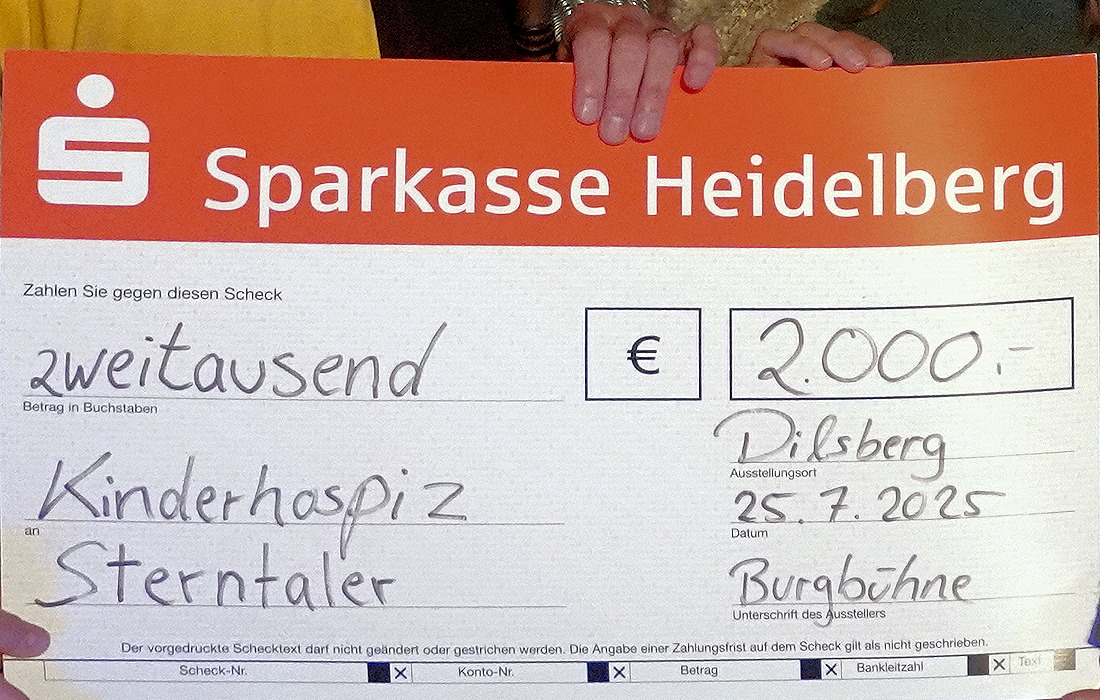 Sparkasse Heidelberg
Zahlen Sie gegen diesen Scheck
zweitausend
€
2.000.-
Betrag in Buchstaben
Dilsberg
Ausstellungsort
Kinderhospiz
25.7.2025
an
Datum
Sterntaler
Burgbühne
Unterschrift des Ausstellers
Der vorgedruckte Schecktext darf nicht geändert oder gestrichen werden. Die Angabe einer Zahlungsfrist auf dem Scheck gilt als nicht geschrieben.
Scheck-Nr. X Konto-Nr. X Betrag X Bankleitzahl X Text